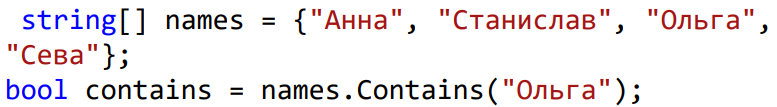 string[] names = {"Анна", "Станислав", "Ольга",
"Сева"};
bool contains = names.Contains("Ольга");